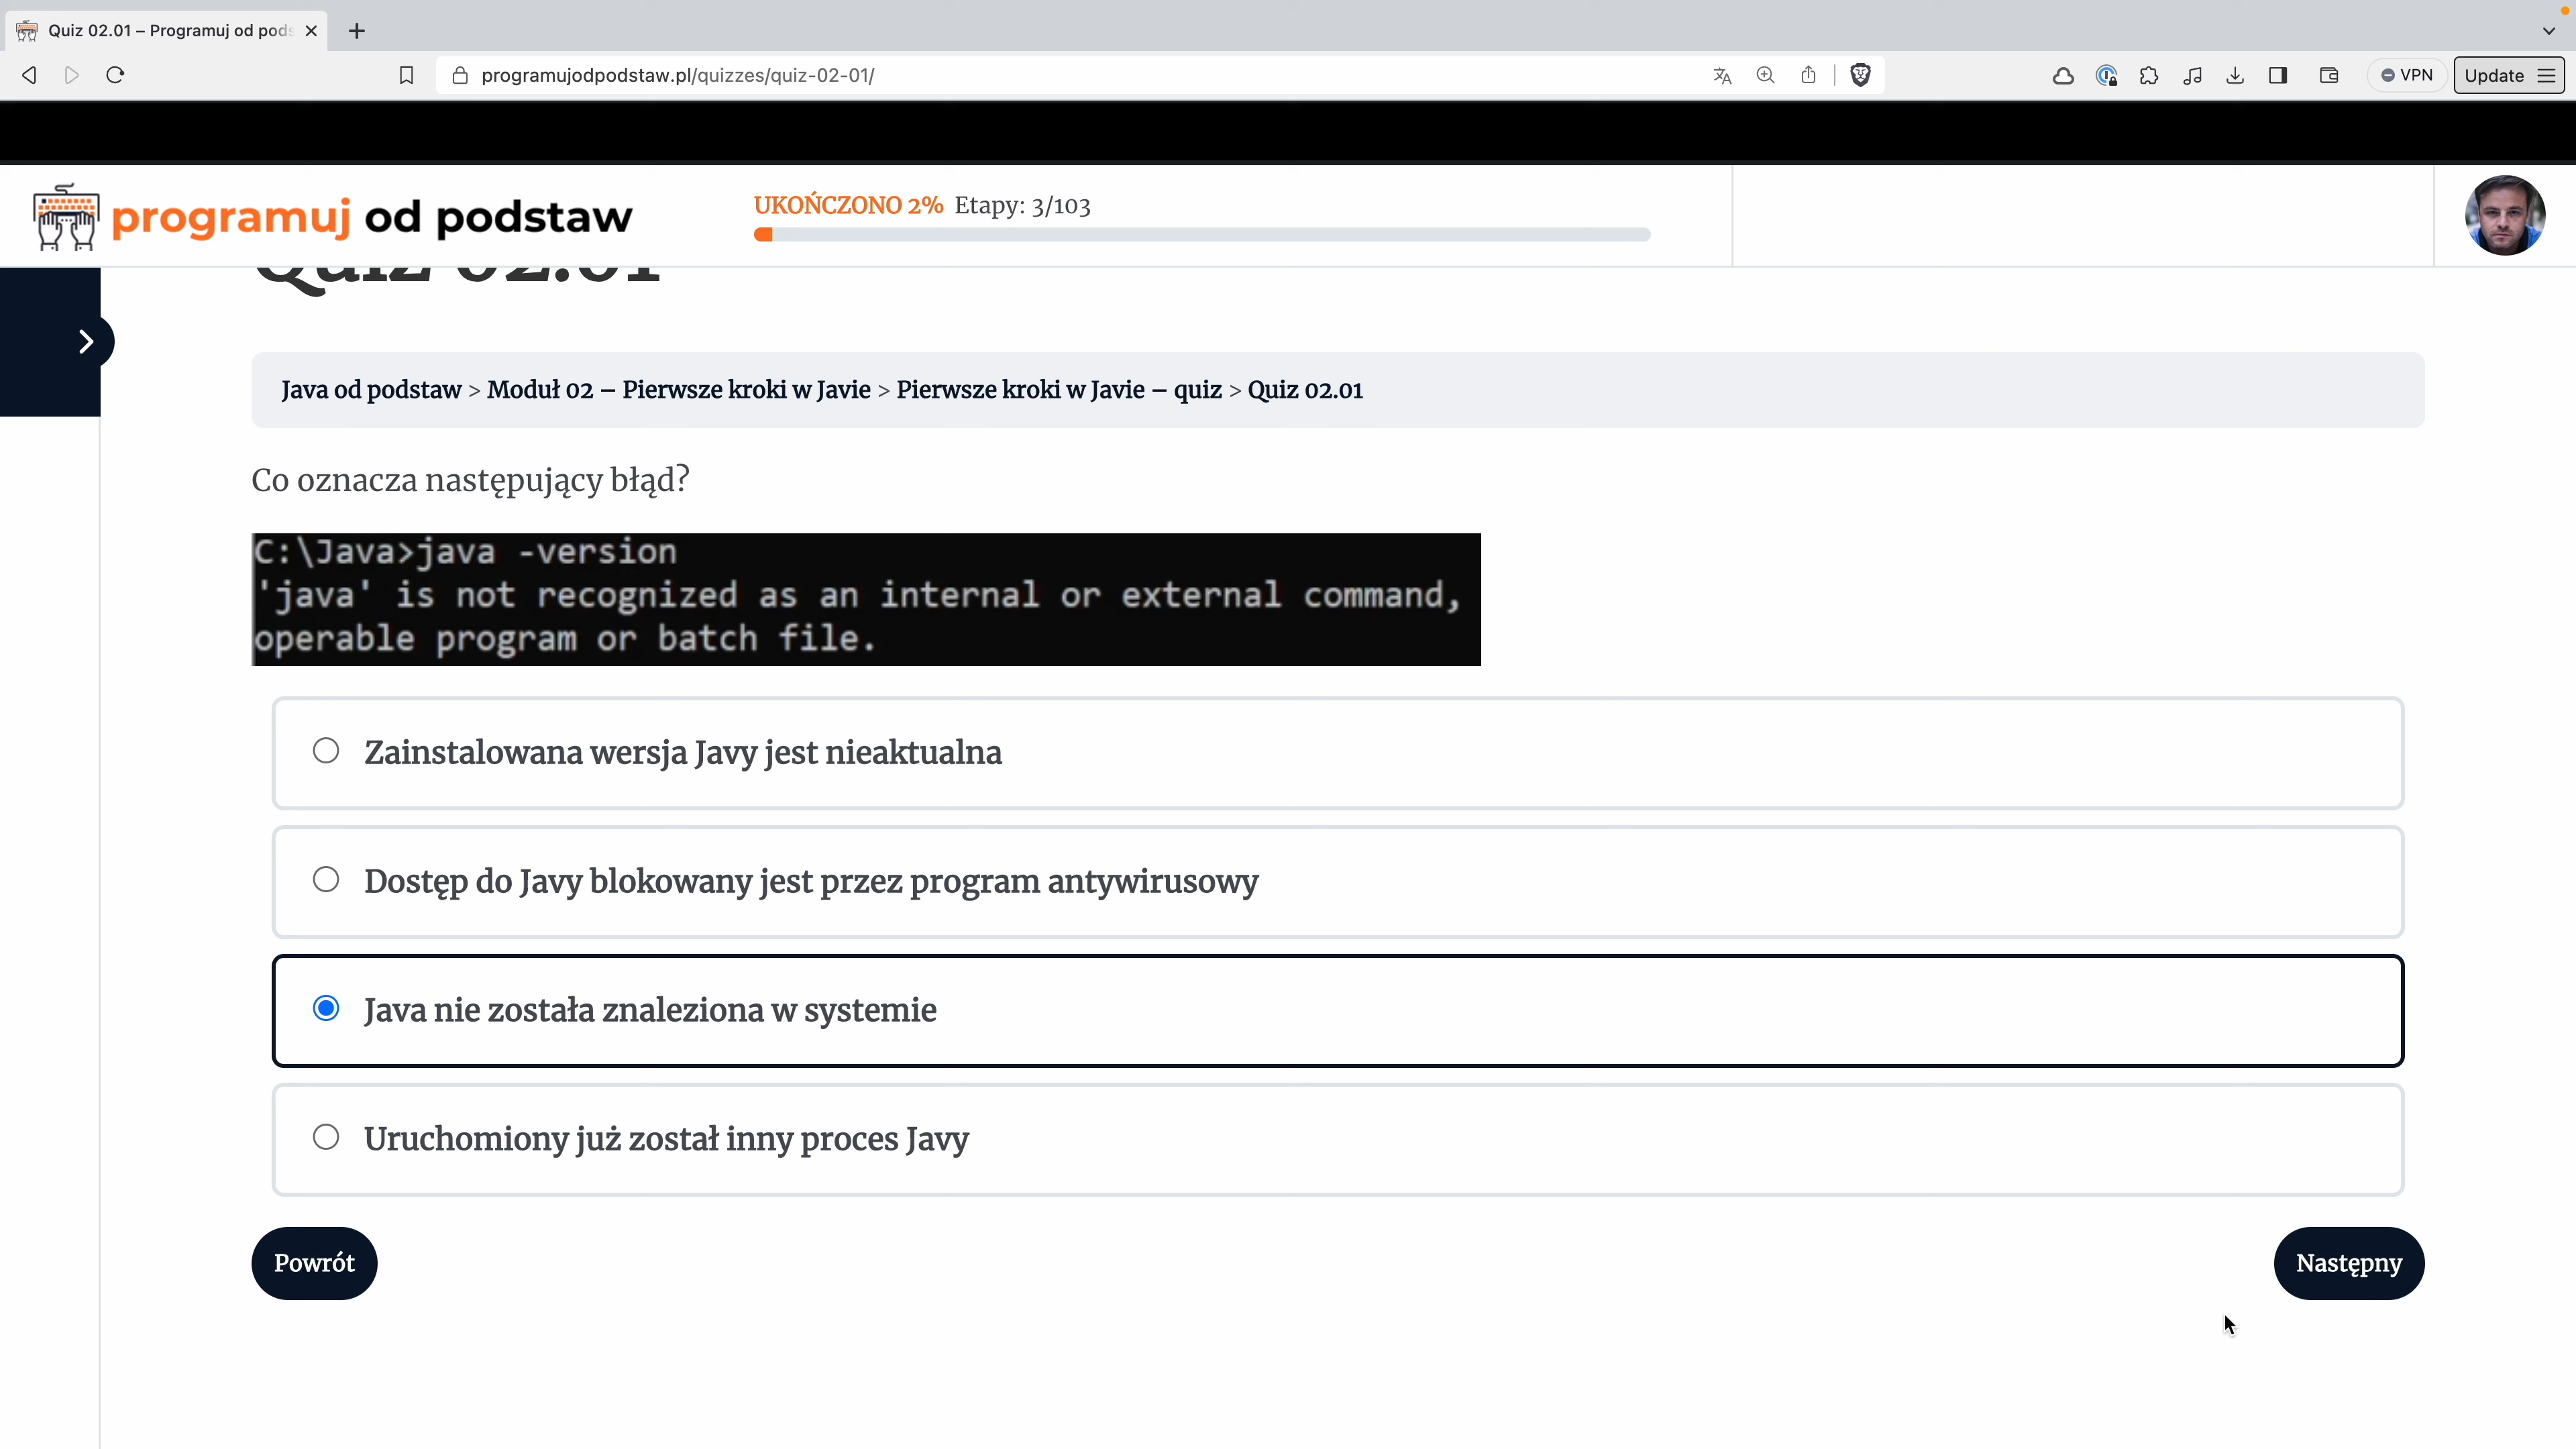 Quiz 02.01 – Programuj od pods
programujodpodstaw.pl/quizzes/quiz-02-01/
VPN
Update
programuj od podstaw
UKOŃCZONO 2% Etapy: 3/103
Quiz 02.01
Java od podstaw > Moduł 02 – Pierwsze kroki w Javie > Pierwsze kroki w Javie – quiz > Quiz 02.01
Co oznacza następujący błąd?
C:\Java>java -version
'java' is not recognized as an internal or external command,
operable program or batch file.
Zainstalowana wersja Javy jest nieaktualna
Dostęp do Javy blokowany jest przez program antywirusowy
Java nie została znaleziona w systemie
Uruchomiony już został inny proces Javy
Powrót
Następny